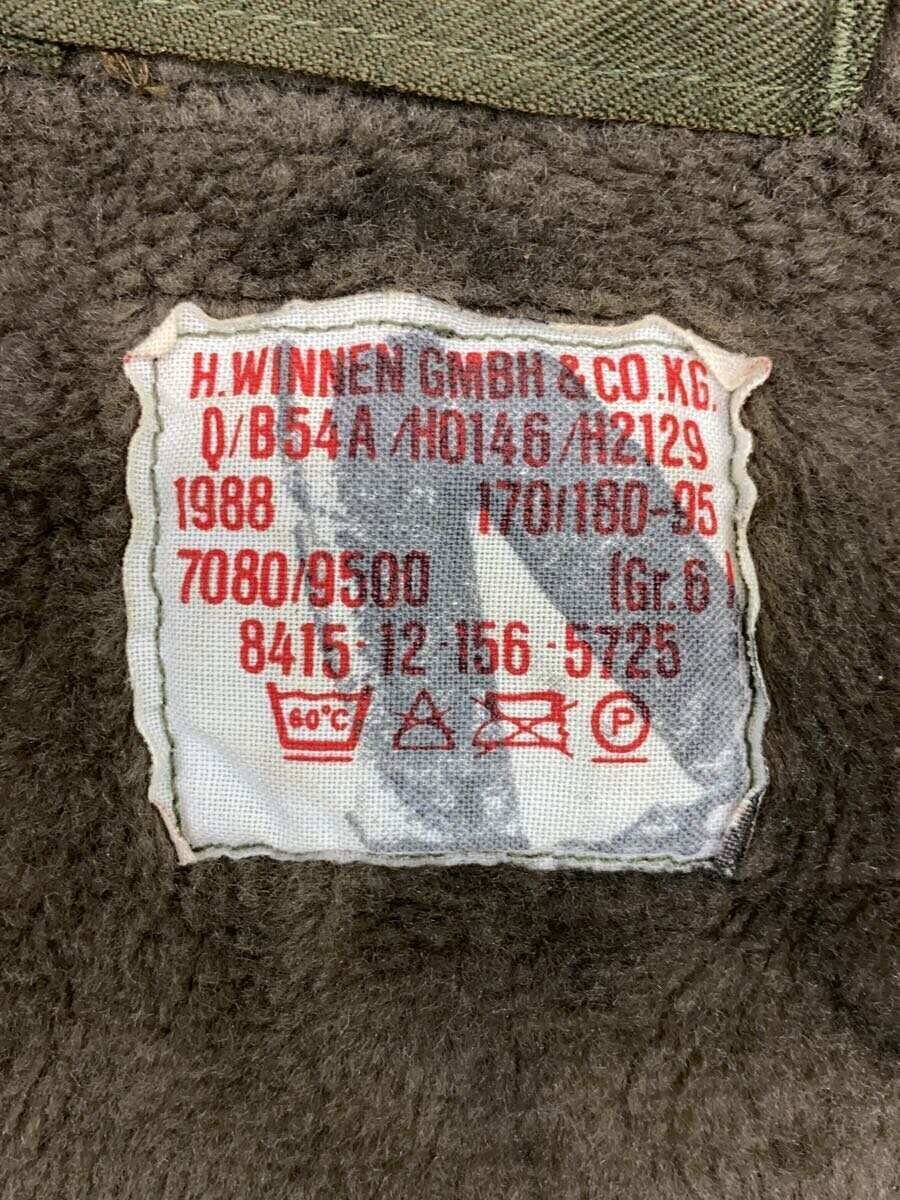 H.WINNEN GMBH & CO.KG.
Q/B54A /H0146 /H2129
1988 170/180-95
7080/9500 (Gr.6)
8415-12-156-5725
60°C P